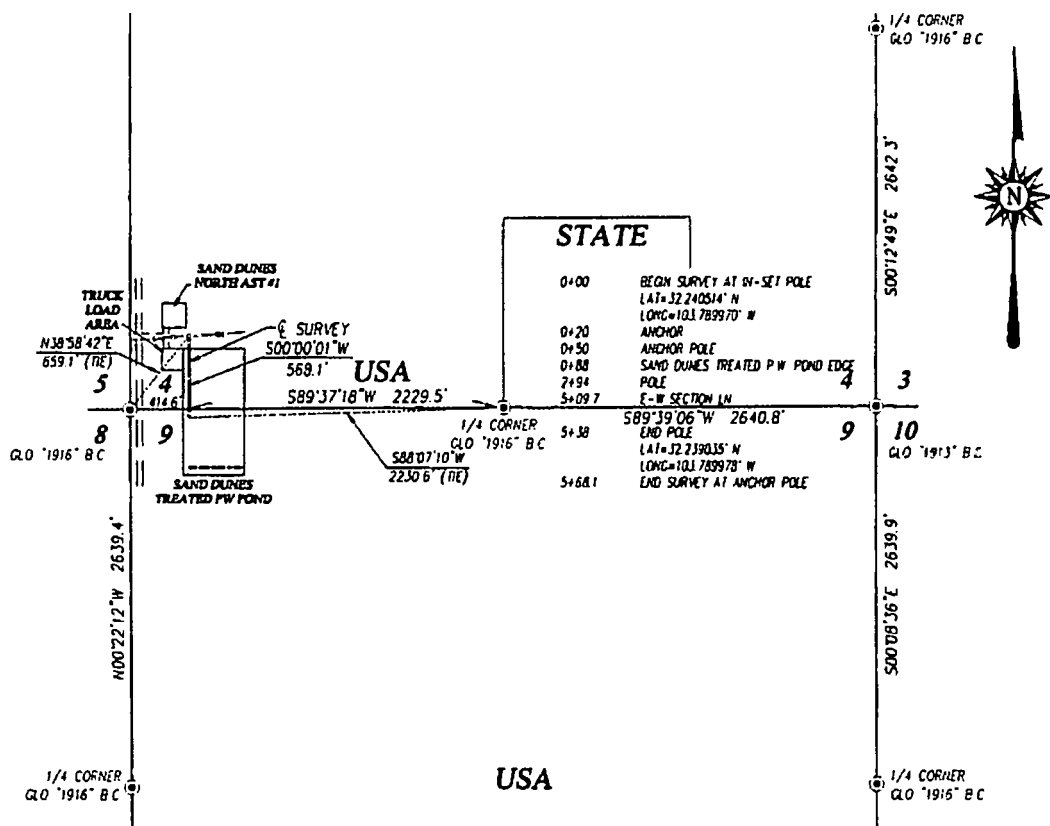 1/4 CORNER
GLO "1916" B C
S00°12'49"E 2642.3'
N
STATE
0+00 BEGIN SURVEY AT IN-SET POLE
LAT=32.240514° N
LONG=103.789970° W
0+20 ANCHOR
0+50 ANCHOR POLE
0+88 SAND DUNES TREATED P W POND EDGE
2+94 POLE
5+09.7 E-W SECTION LN
5+38 END POLE
LAT=32.239035° N
LONG=103.789978° W
5+68.1 END SURVEY AT ANCHOR POLE
SAND DUNES
NORTH AST #1
TRUCK
LOAD
AREA
℄ SURVEY
S00°00'01"W
568.1'
N38°58'42"E
659.1' (TIE)
USA
5
4
414.6'
S89°37'18"W 2229.5'
4
3
S89°39'06"W 2640.8'
8
9
9
10
GLO "1916" B C
1/4 CORNER
GLO "1916" B C
GLO "1913" B C
S88°07'10"W
2230.6' (TIE)
SAND DUNES
TREATED PW POND
N00°22'12"W 2639.4'
S00°08'36"E 2639.9'
1/4 CORNER
GLO "1916" B C
USA
1/4 CORNER
GLO "1916" B C